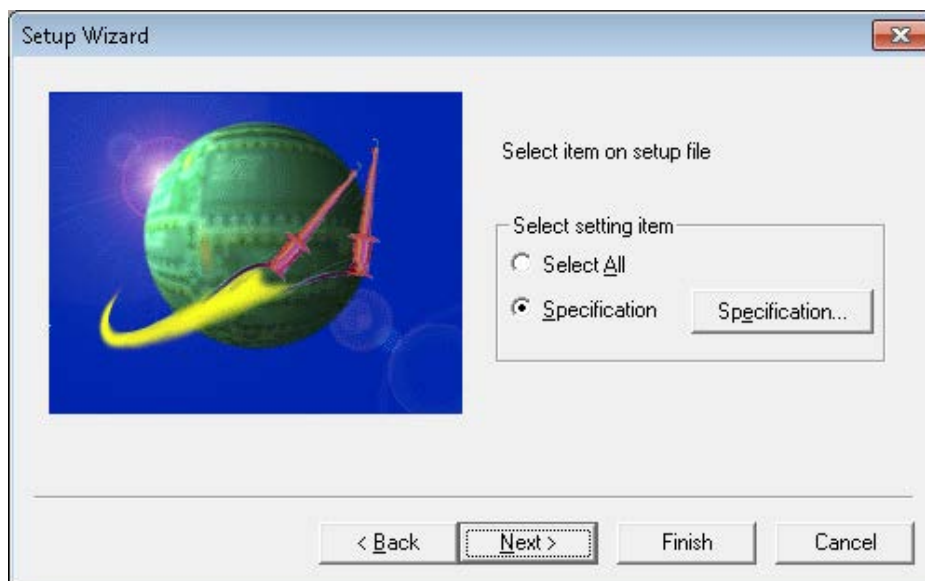 Setup Wizard
Select item on setup file
Select setting item
Select All
Specification
Specification...
< Back
Next >
Finish
Cancel